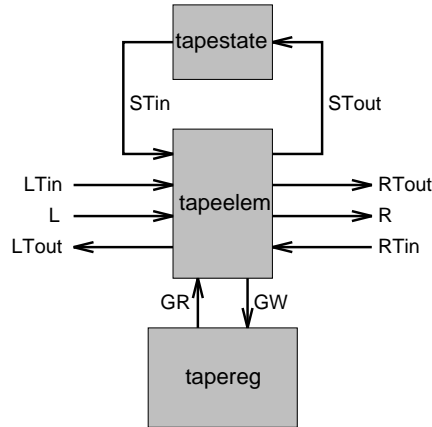 tapestate
STin
STout
LTin
tapeelem
RTout
L
R
LTout
RTin
GR
GW
tapereg